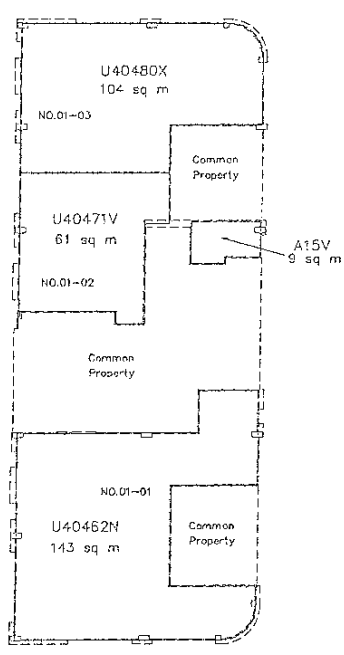 U40480X
104 sq m
NO.01-03
Common
Property
U40471V
61 sq m
A15V
9 sq m
NO.01-02
Common
Property
NO.01-01
U40462N
143 sq m
Common
Property